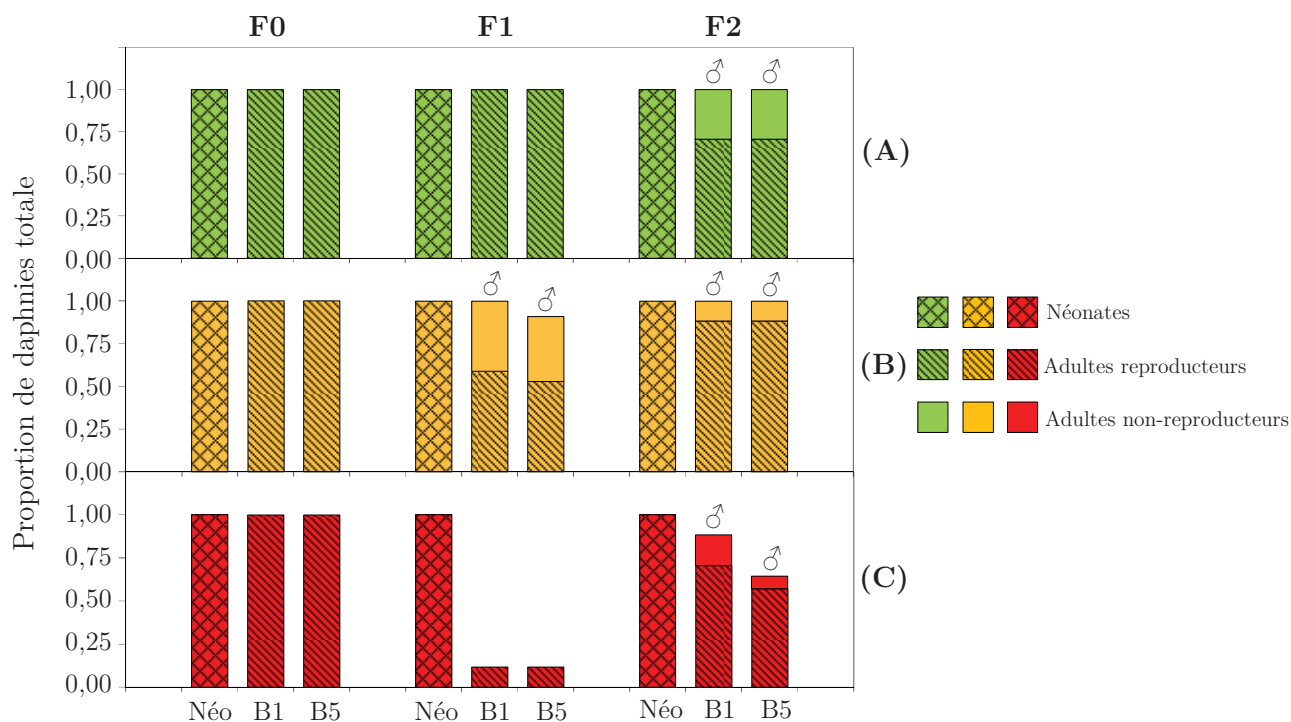 F0 F1 F2
Proportion de daphnies totale
1,00
0,75
0,50
0,25
0,00
♂ ♂
(A)
1,00
0,75
0,50
0,25
0,00
♂ ♂ ♂ ♂
(B)
1,00
0,75
0,50
0,25
0,00
♂ ♂
(C)
Néo B1 B5 Néo B1 B5 Néo B1 B5
Néonates
Adultes reproducteurs
Adultes non-reproducteurs